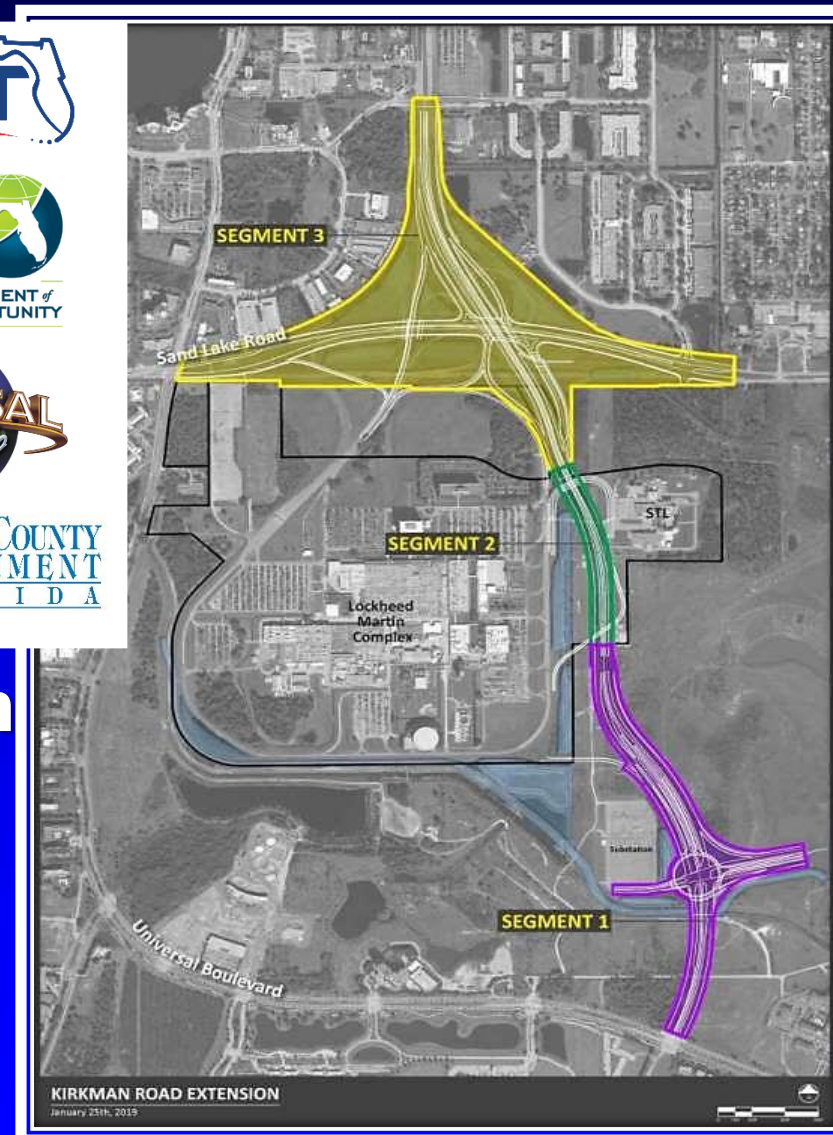 ENT of
TUNITY
SAL
COUNTY
MENT
I D A
n
SEGMENT 3
Sand Lake Road
SEGMENT 2
STL
Lockheed
Martin
Complex
Substation
SEGMENT 1
Universal Boulevard
KIRKMAN ROAD EXTENSION
January 25th, 2019